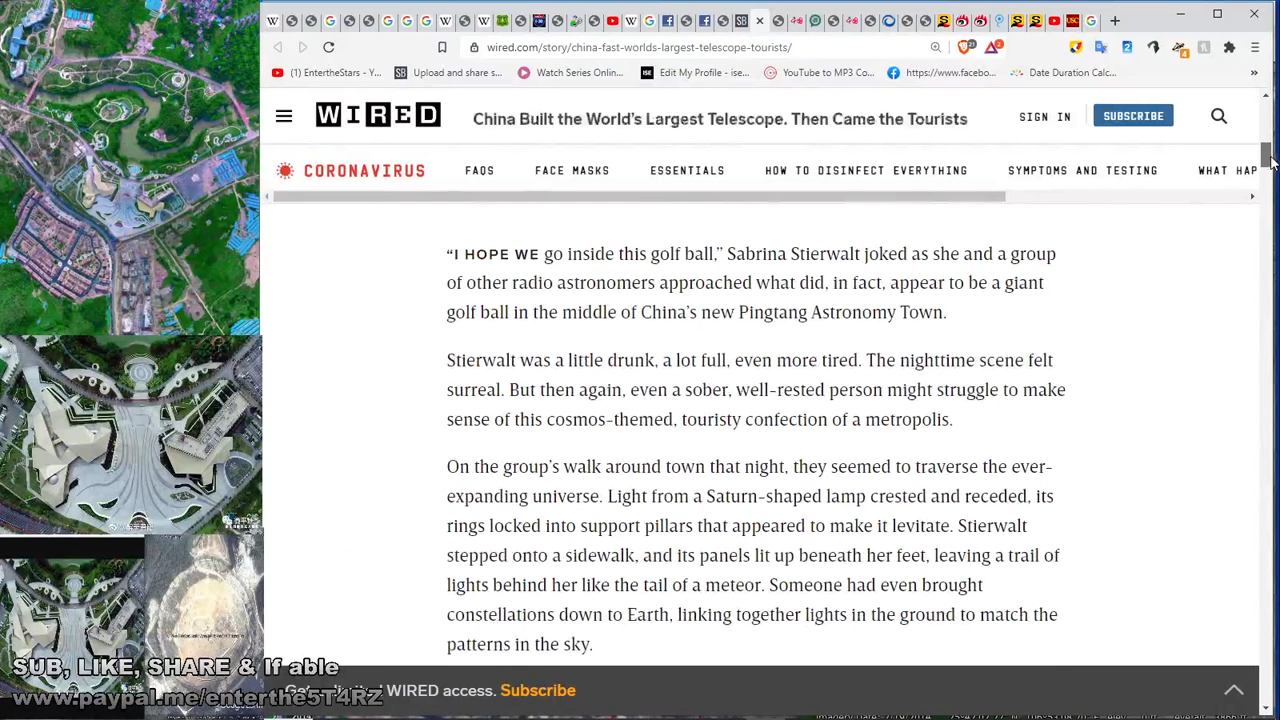 wired.com/story/china-fast-worlds-largest-telescope-tourists/
(1) EntertheStars - Y... Upload and share s... Watch Series Onlin... Edit My Profile - ise... YouTube to MP3 Co... https://www.facebo... Date Duration Calc... »
WIRED China Built the World's Largest Telescope. Then Came the Tourists SIGN IN SUBSCRIBE
CORONAVIRUS FAQS FACE MASKS ESSENTIALS HOW TO DISINFECT EVERYTHING SYMPTOMS AND TESTING WHAT HAP
“I HOPE WE go inside this golf ball,” Sabrina Stierwalt joked as she and a group
of other radio astronomers approached what did, in fact, appear to be a giant
golf ball in the middle of China’s new Pingtang Astronomy Town.
Stierwalt was a little drunk, a lot full, even more tired. The nighttime scene felt
surreal. But then again, even a sober, well-rested person might struggle to make
sense of this cosmos-themed, touristy confection of a metropolis.
On the group’s walk around town that night, they seemed to traverse the ever-
expanding universe. Light from a Saturn-shaped lamp crested and receded, its
rings locked into support pillars that appeared to make it levitate. Stierwalt
stepped onto a sidewalk, and its panels lit up beneath her feet, leaving a trail of
lights behind her like the tail of a meteor. Someone had even brought
constellations down to Earth, linking together lights in the ground to match the
patterns in the sky.
SUB, LIKE, SHARE & If able
www.paypal.me/enterthe5T4RZ
WIRED access. Subscribe